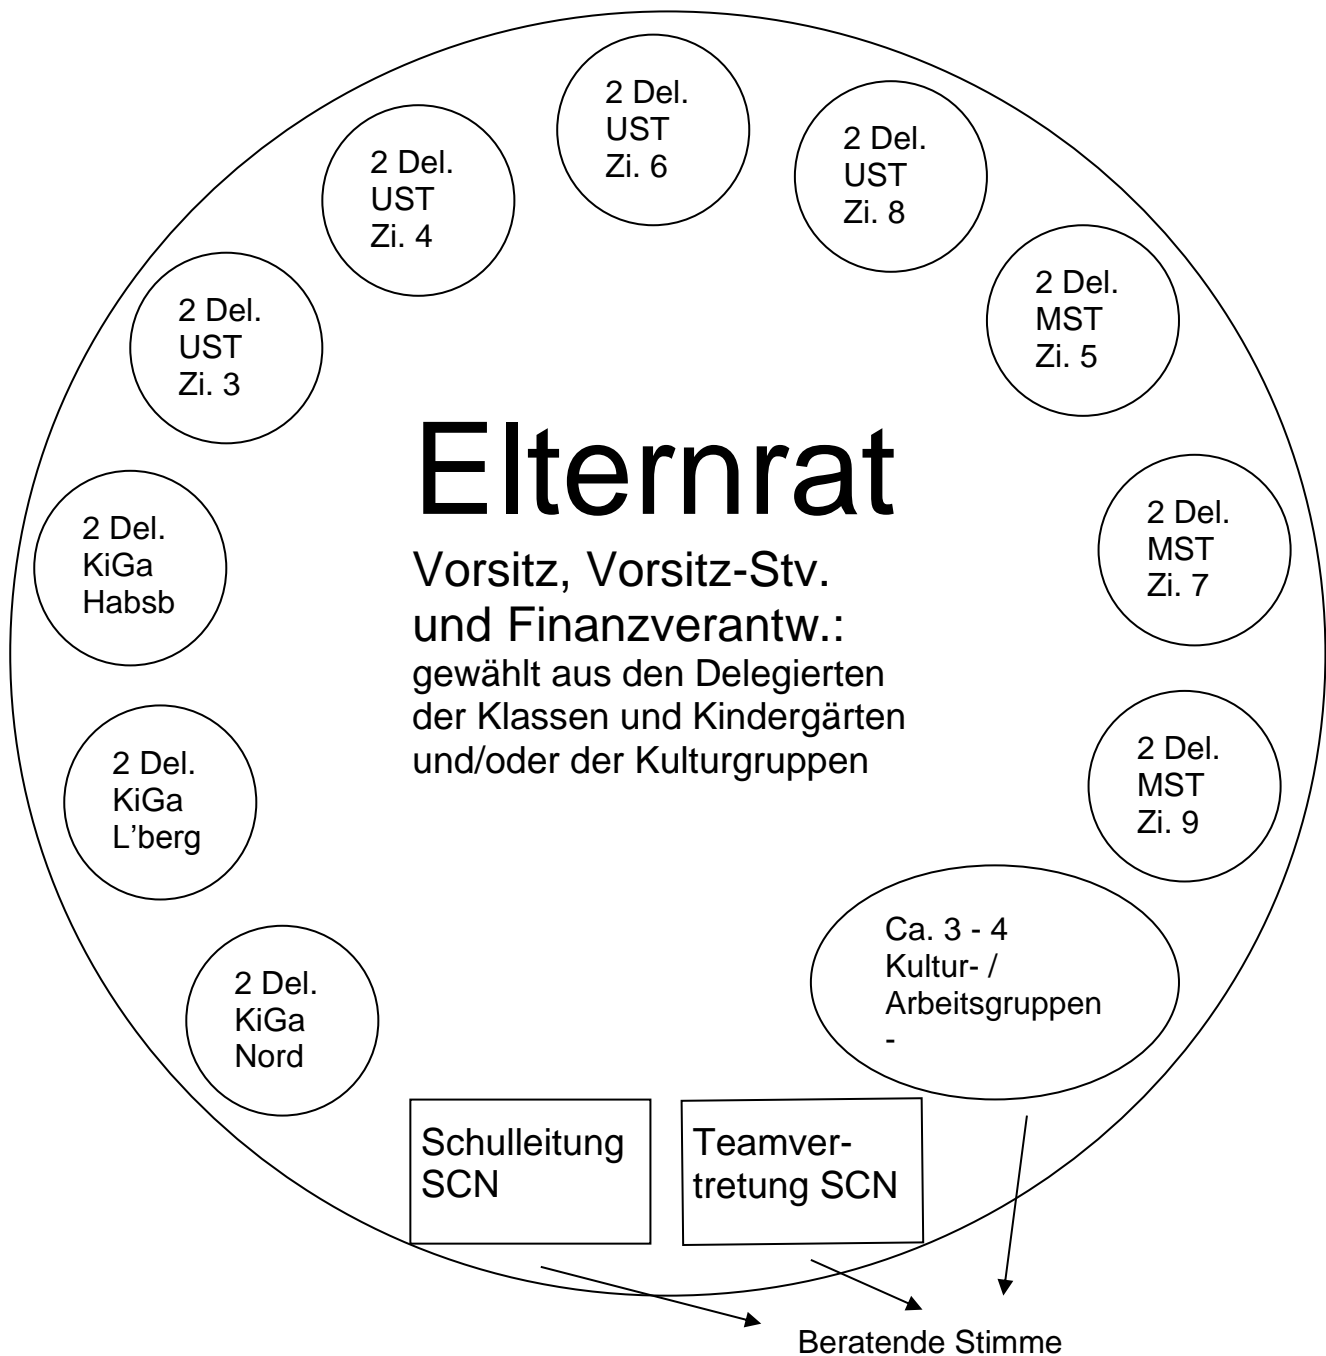 2 Del.
UST
Zi. 6
2 Del.
UST
Zi. 8
2 Del.
UST
Zi. 4
2 Del.
MST
Zi. 5
2 Del.
UST
Zi. 3
Elternrat
Vorsitz, Vorsitz-Stv.
und Finanzverantw.:
gewählt aus den Delegierten
der Klassen und Kindergärten
und/oder der Kulturgruppen
2 Del.
MST
Zi. 7
2 Del.
KiGa
Habsb
2 Del.
MST
Zi. 9
2 Del.
KiGa
L’berg
Ca. 3 - 4
Kultur- /
Arbeitsgruppen
-
2 Del.
KiGa
Nord
Schulleitung
SCN
Teamver-
tretung SCN
Beratende Stimme